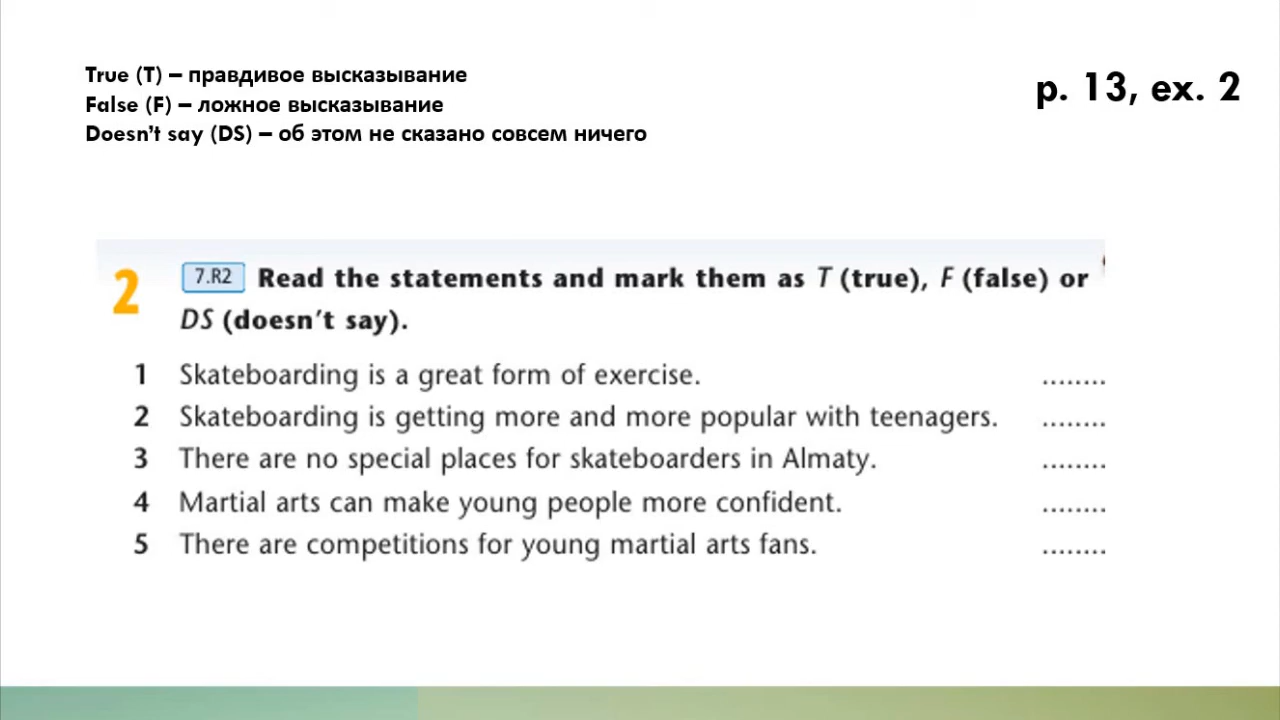 True (T) – правдивое высказывание
False (F) – ложное высказывание
Doesn't say (DS) – об этом не сказано совсем ничего
p. 13, ex. 2
2 7.R2 Read the statements and mark them as T (true), F (false) or
DS (doesn't say).
1 Skateboarding is a great form of exercise. ........
2 Skateboarding is getting more and more popular with teenagers. ........
3 There are no special places for skateboarders in Almaty. ........
4 Martial arts can make young people more confident. ........
5 There are competitions for young martial arts fans. ........